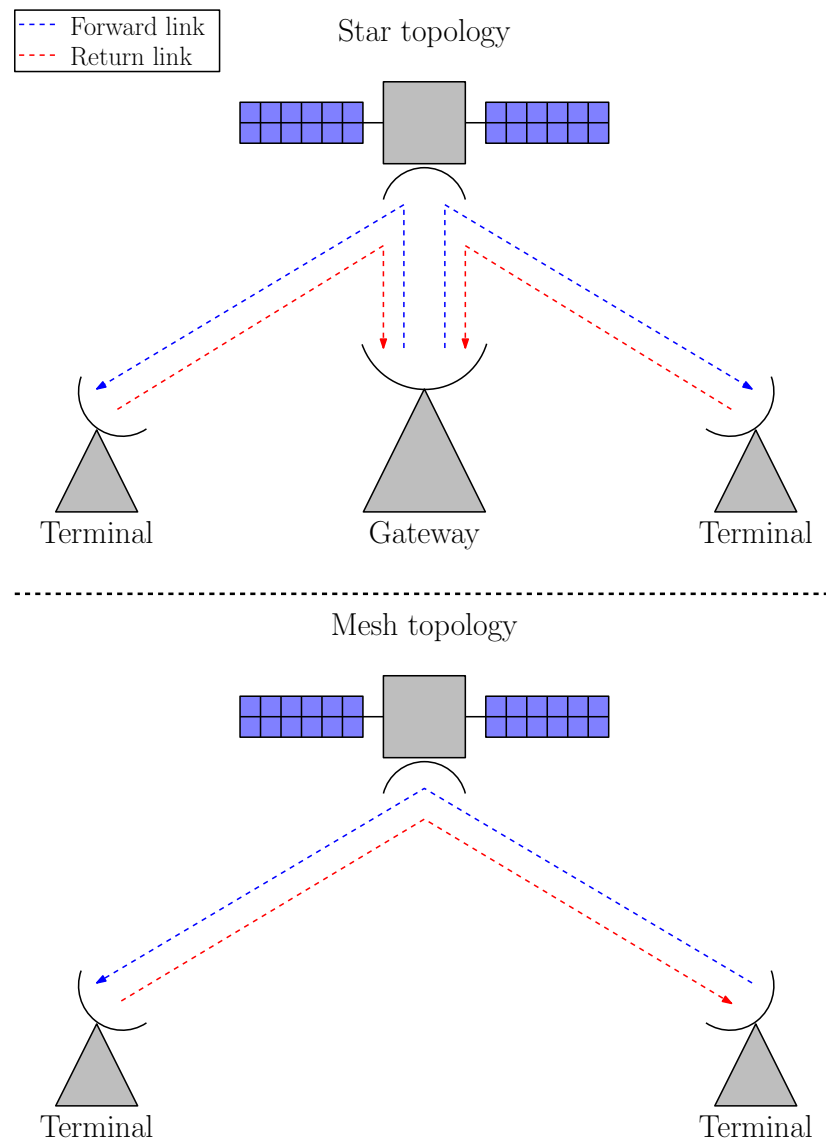 Forward link
Return link
Star topology
Terminal
Gateway
Terminal
Mesh topology
Terminal
Terminal